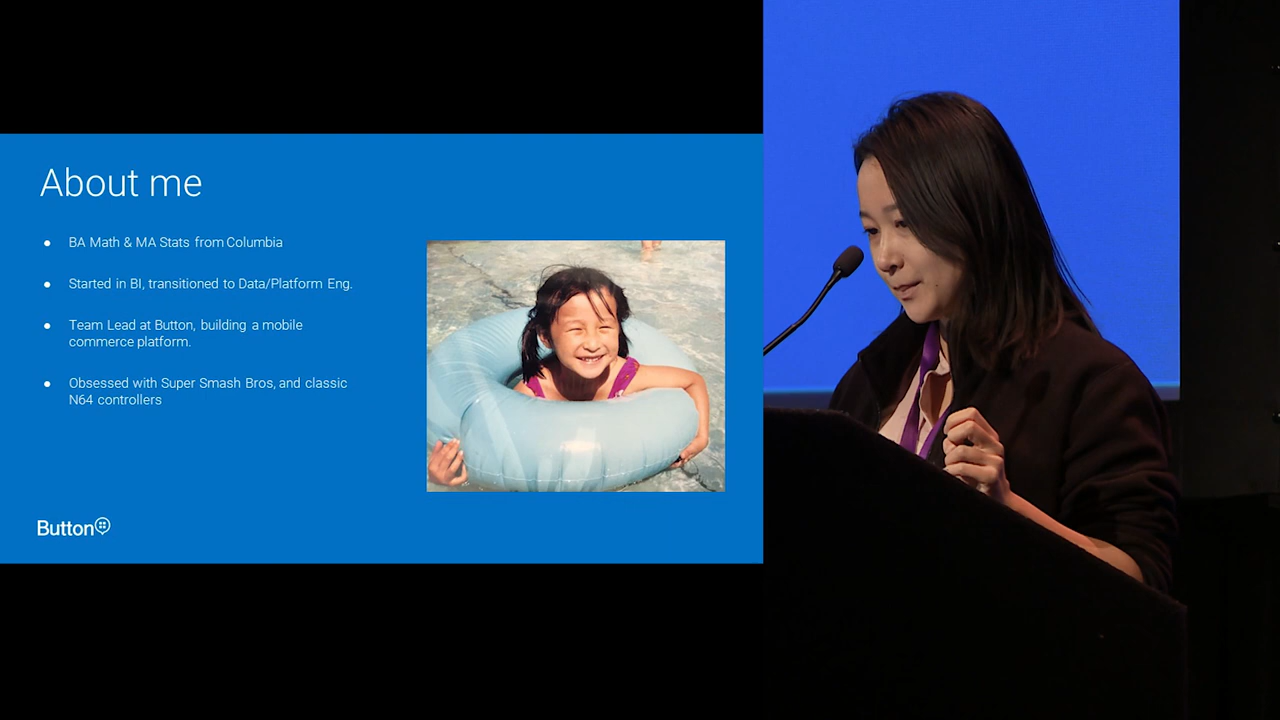 About me
● BA Math & MA Stats from Columbia
● Started in BI, transitioned to Data/Platform Eng.
● Team Lead at Button, building a mobile
commerce platform.
● Obsessed with Super Smash Bros, and classic
N64 controllers
Button